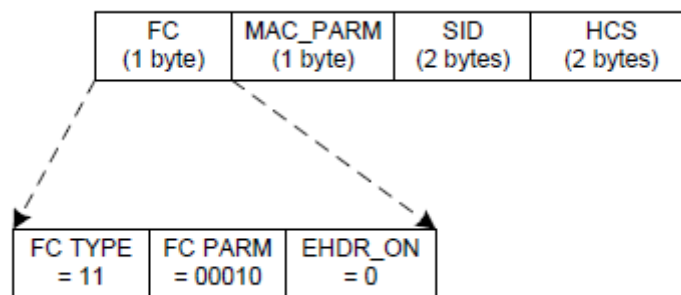 FC MAC_PARM SID HCS
(1 byte) (1 byte) (2 bytes) (2 bytes)
FC TYPE FC PARM EHDR_ON
= 11 = 00010 = 0